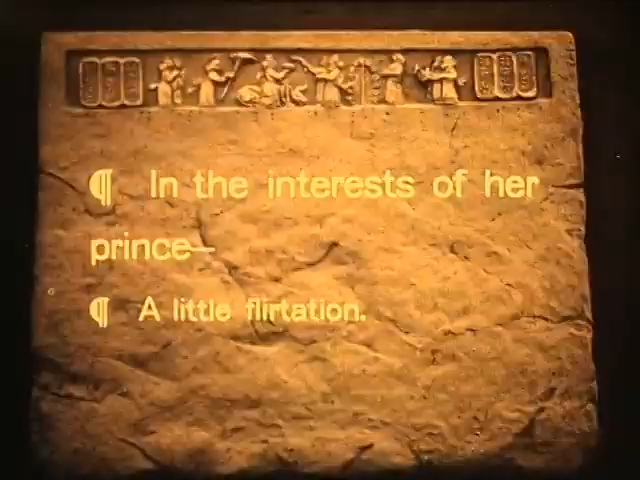 ¶ In the interests of her
prince—
¶ A little flirtation.